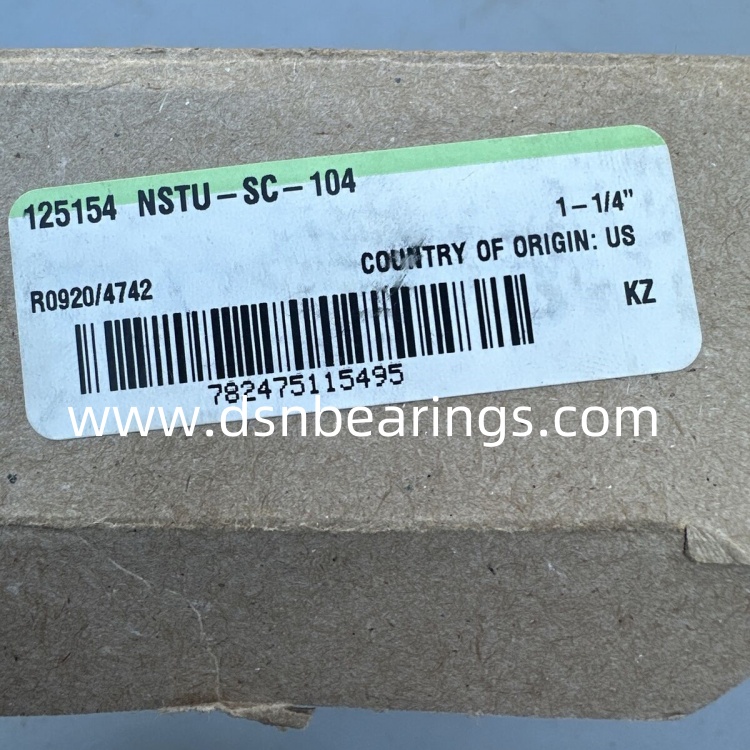 125154 NSTU-SC-104
1-1/4"
COUNTRY OF ORIGIN: US
R0920/4742
KZ
782475115495
www.dsnbearings.com